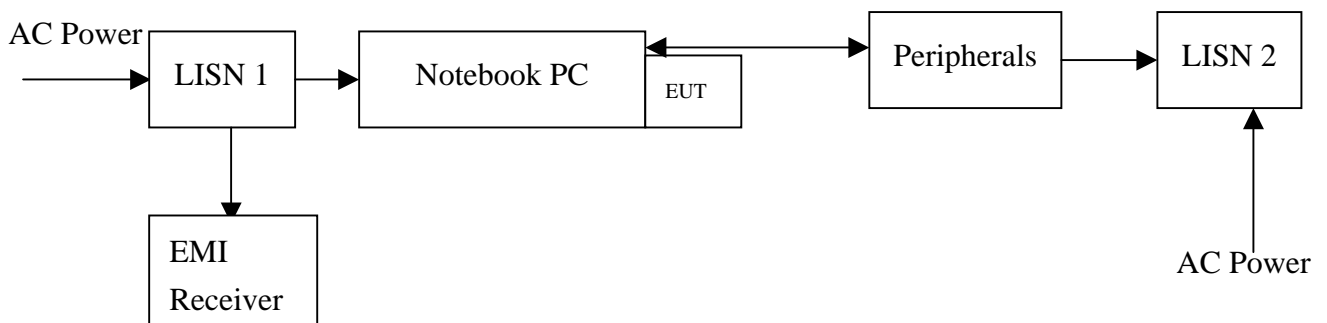 AC Power
LISN 1
Notebook PC
EUT
Peripherals
LISN 2
EMI
Receiver
AC Power